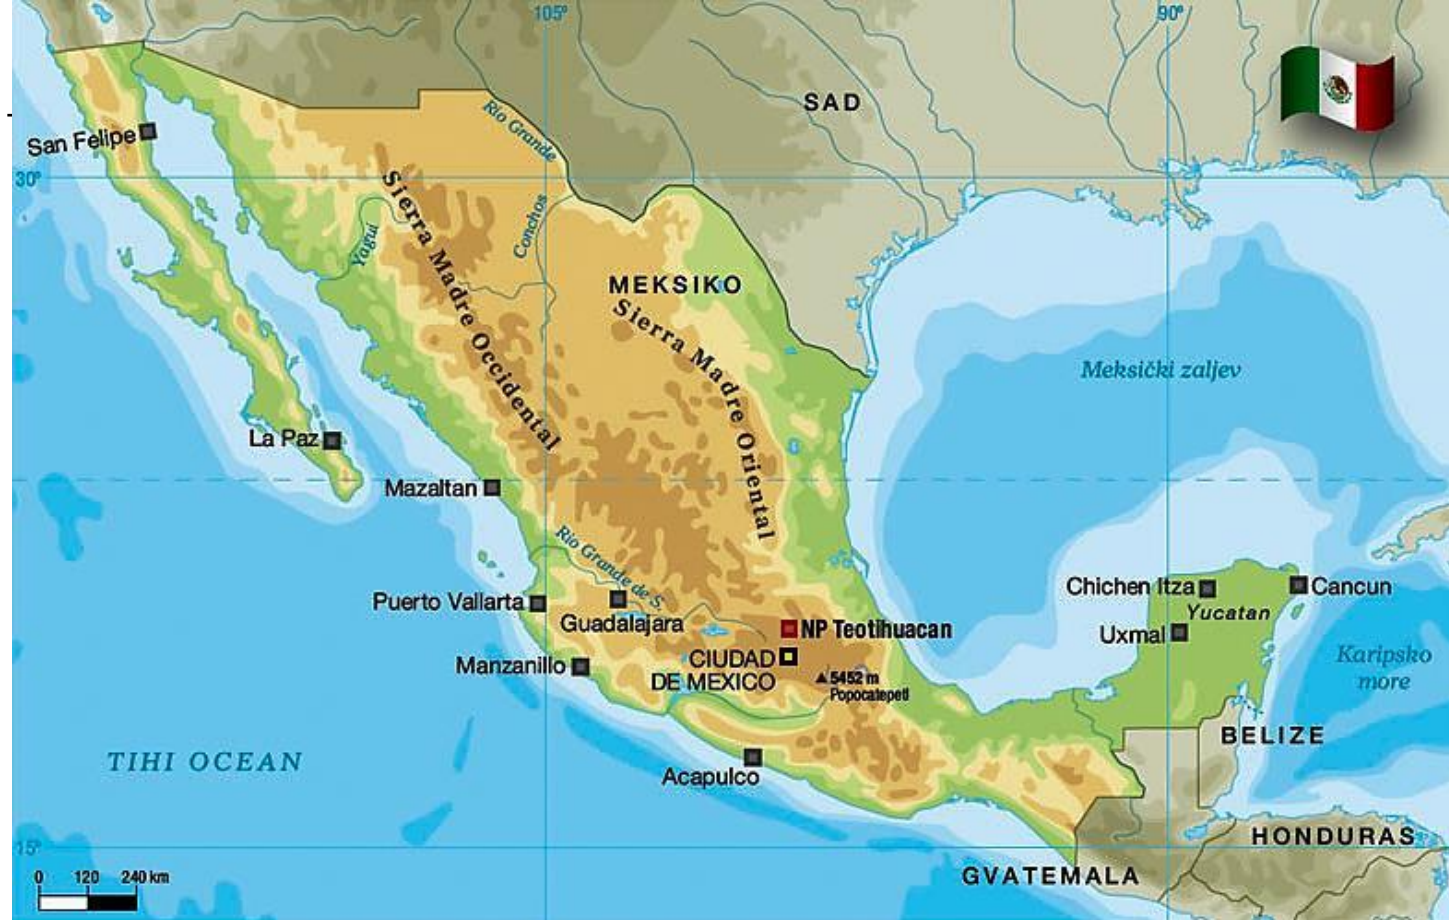 105°
90°
SAD
Rio Grande
San Felipe
30°
Sierra Madre Occidental
Conchos
Yagui
MEKSIKO
Sierra Madre Oriental
Meksički zaljev
La Paz
Mazaltan
Rio Grande de S.
Chichen Itza
Cancun
Yucatan
Puerto Vallarta
Guadalajara
NP Teotihuacan
Uxmal
CIUDAD
DE MEXICO
Manzanillo
5452 m
Popocatepetl
Karipsko
more
BELIZE
TIHI OCEAN
Acapulco
HONDURAS
15°
GVATEMALA
0 120 240 km